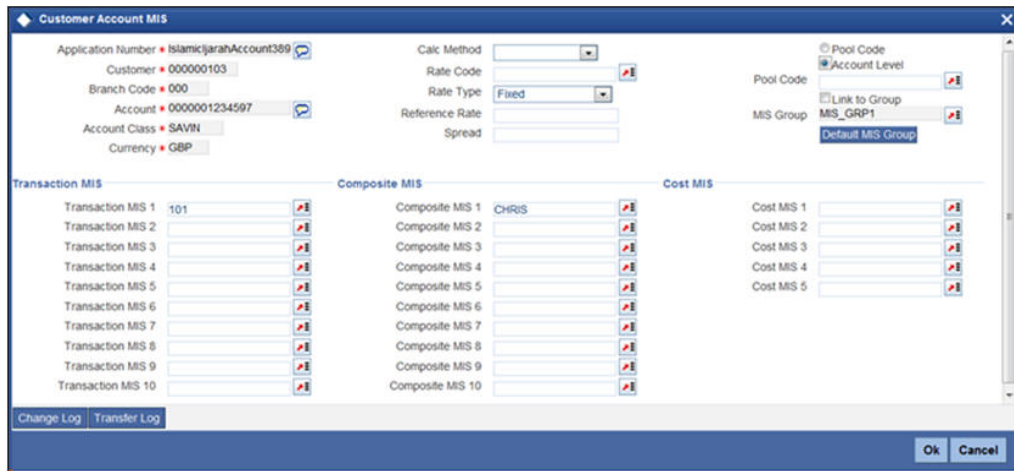 Customer Account MIS
Application Number * IslamicIjarahAccount389
Customer * 000000103
Branch Code * 000
Account * 0000001234597
Account Class * SAVIN
Currency * GBP
Calc Method
Rate Code
Rate Type Fixed
Reference Rate
Spread
Pool Code
Account Level
Pool Code
Link to Group
MIS Group MIS_GRP1
Default MIS Group
Transaction MIS
Transaction MIS 1 101
Transaction MIS 2
Transaction MIS 3
Transaction MIS 4
Transaction MIS 5
Transaction MIS 6
Transaction MIS 7
Transaction MIS 8
Transaction MIS 9
Transaction MIS 10
Composite MIS
Composite MIS 1 CHRIS
Composite MIS 2
Composite MIS 3
Composite MIS 4
Composite MIS 5
Composite MIS 6
Composite MIS 7
Composite MIS 8
Composite MIS 9
Composite MIS 10
Cost MIS
Cost MIS 1
Cost MIS 2
Cost MIS 3
Cost MIS 4
Cost MIS 5
Change Log Transfer Log
Ok Cancel